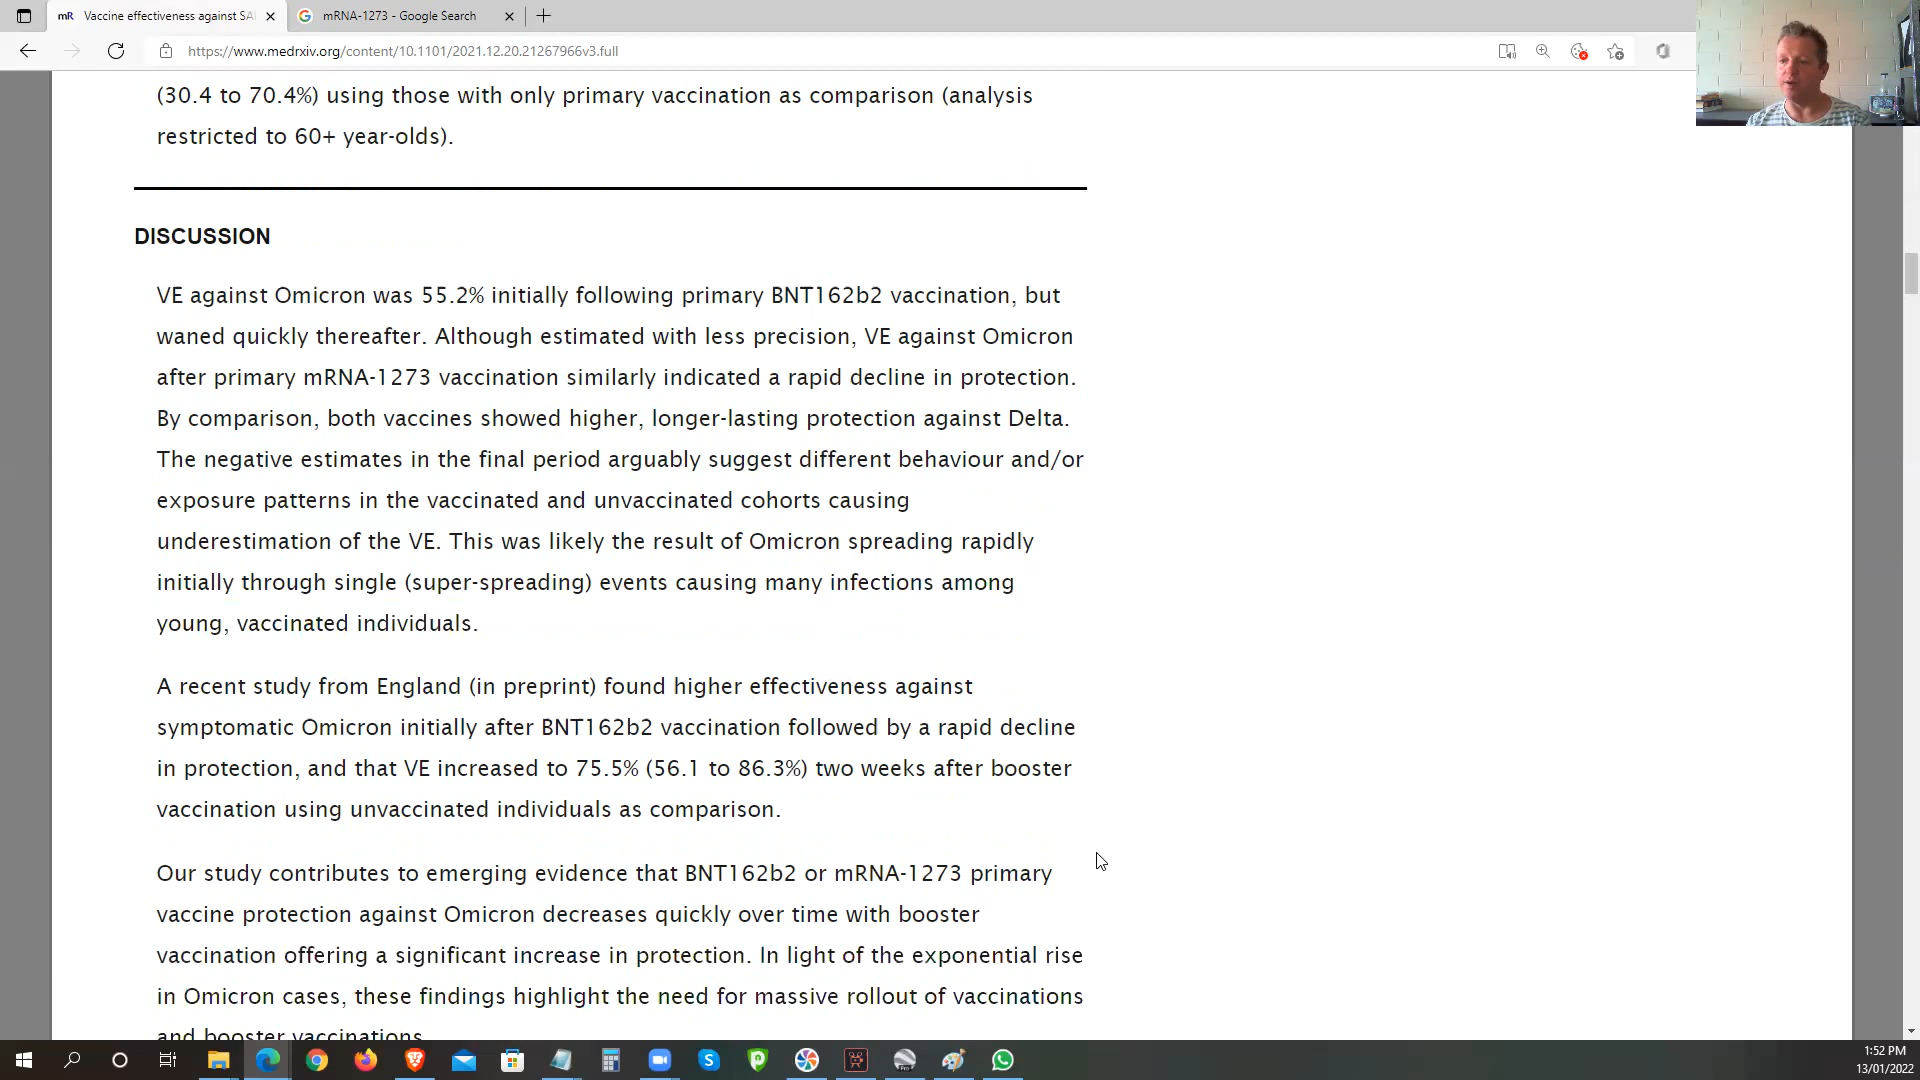 mR Vaccine effectiveness against SA
mRNA-1273 - Google Search
https://www.medrxiv.org/content/10.1101/2021.12.20.21267966v3.full
(30.4 to 70.4%) using those with only primary vaccination as comparison (analysis
restricted to 60+ year-olds).
DISCUSSION
VE against Omicron was 55.2% initially following primary BNT162b2 vaccination, but
waned quickly thereafter. Although estimated with less precision, VE against Omicron
after primary mRNA-1273 vaccination similarly indicated a rapid decline in protection.
By comparison, both vaccines showed higher, longer-lasting protection against Delta.
The negative estimates in the final period arguably suggest different behaviour and/or
exposure patterns in the vaccinated and unvaccinated cohorts causing
underestimation of the VE. This was likely the result of Omicron spreading rapidly
initially through single (super-spreading) events causing many infections among
young, vaccinated individuals.
A recent study from England (in preprint) found higher effectiveness against
symptomatic Omicron initially after BNT162b2 vaccination followed by a rapid decline
in protection, and that VE increased to 75.5% (56.1 to 86.3%) two weeks after booster
vaccination using unvaccinated individuals as comparison.
Our study contributes to emerging evidence that BNT162b2 or mRNA-1273 primary
vaccine protection against Omicron decreases quickly over time with booster
vaccination offering a significant increase in protection. In light of the exponential rise
in Omicron cases, these findings highlight the need for massive rollout of vaccinations
and booster vaccinations.
1:52 PM
13/01/2022